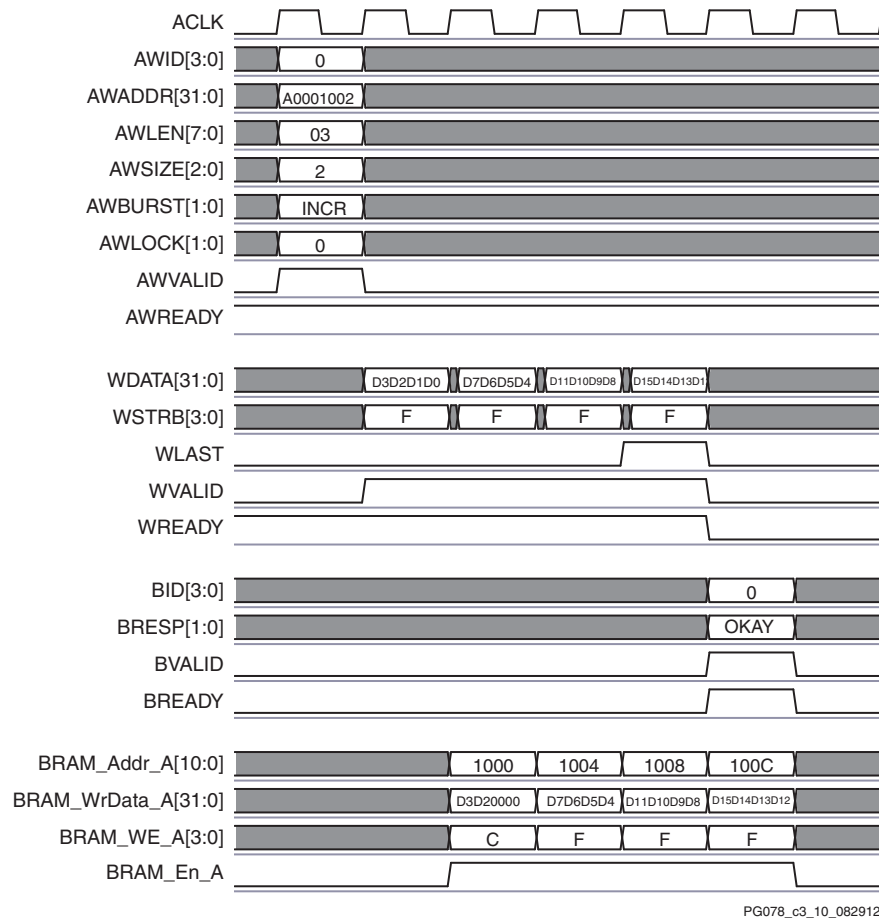 ACLK
AWID[3:0] 0
AWADDR[31:0] A0001002
AWLEN[7:0] 03
AWSIZE[2:0] 2
AWBURST[1:0] INCR
AWLOCK[1:0] 0
AWVALID
AWREADY
WDATA[31:0] D3D2D1D0 D7D6D5D4 D11D10D9D8 D15D14D13D1
WSTRB[3:0] F F F F
WLAST
WVALID
WREADY
BID[3:0] 0
BRESP[1:0] OKAY
BVALID
BREADY
BRAM_Addr_A[10:0] 1000 1004 1008 100C
BRAM_WrData_A[31:0] D3D20000 D7D6D5D4 D11D10D9D8 D15D14D13D12
BRAM_WE_A[3:0] C F F F
BRAM_En_A
PG078_c3_10_082912